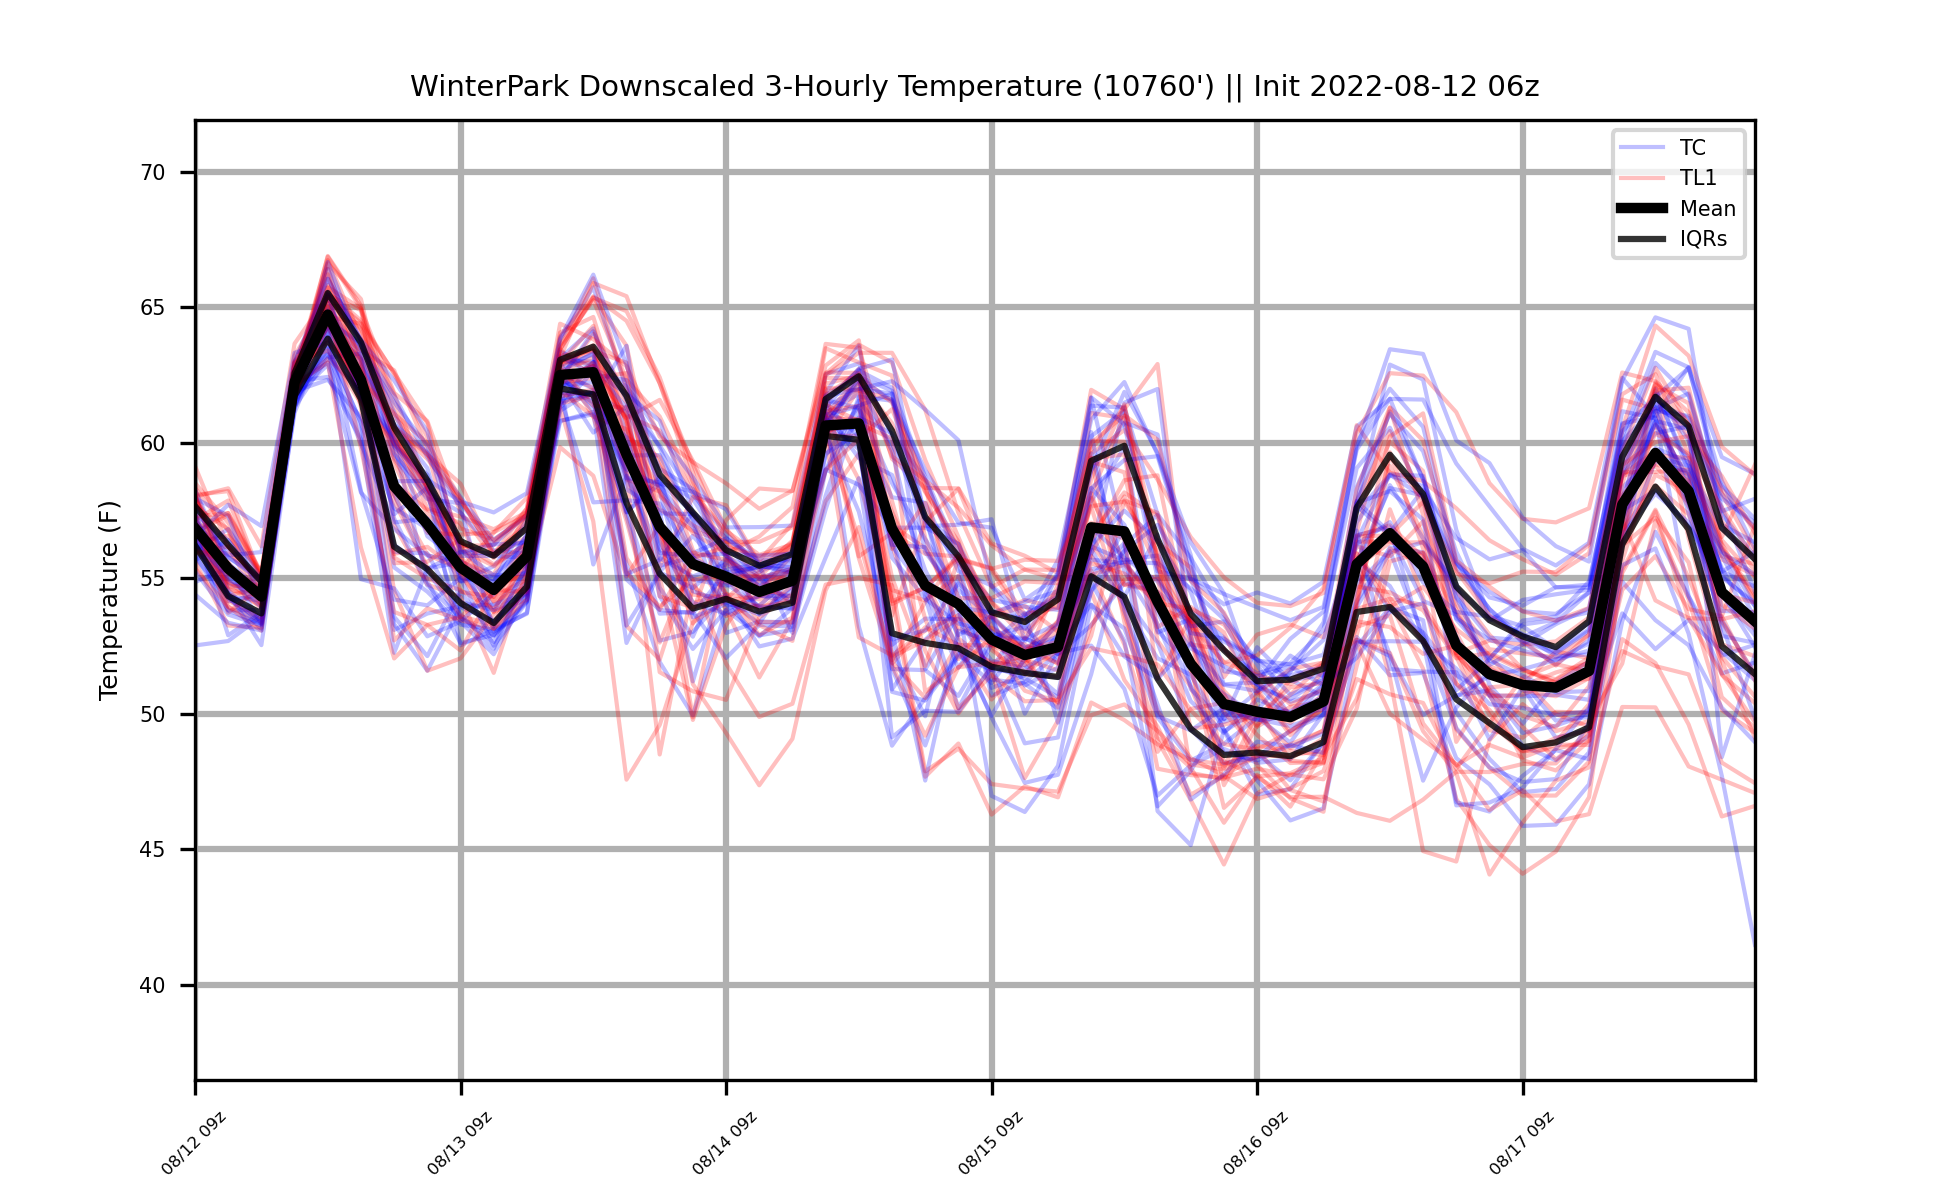 WinterPark Downscaled 3-Hourly Temperature (10760') || Init 2022-08-12 06z
TC
TL1
Mean
IQRs
Temperature (F)
70
65
60
55
50
45
40
08/12 09z
08/13 09z
08/14 09z
08/15 09z
08/16 09z
08/17 09z